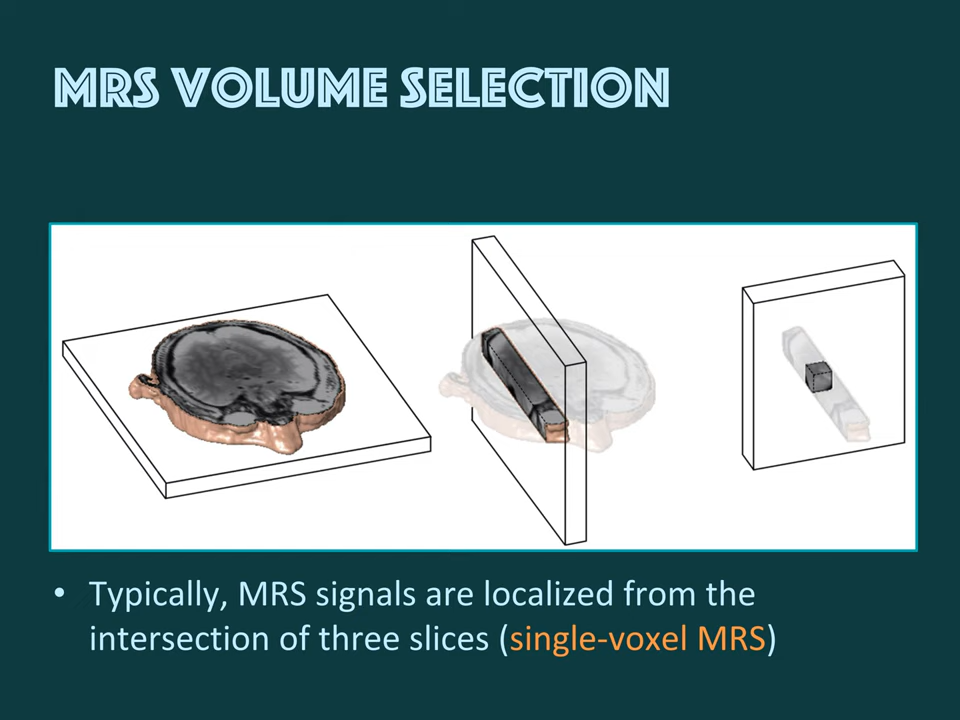 MRS VOLUME SELECTION
• Typically, MRS signals are localized from the
intersection of three slices (single-voxel MRS)